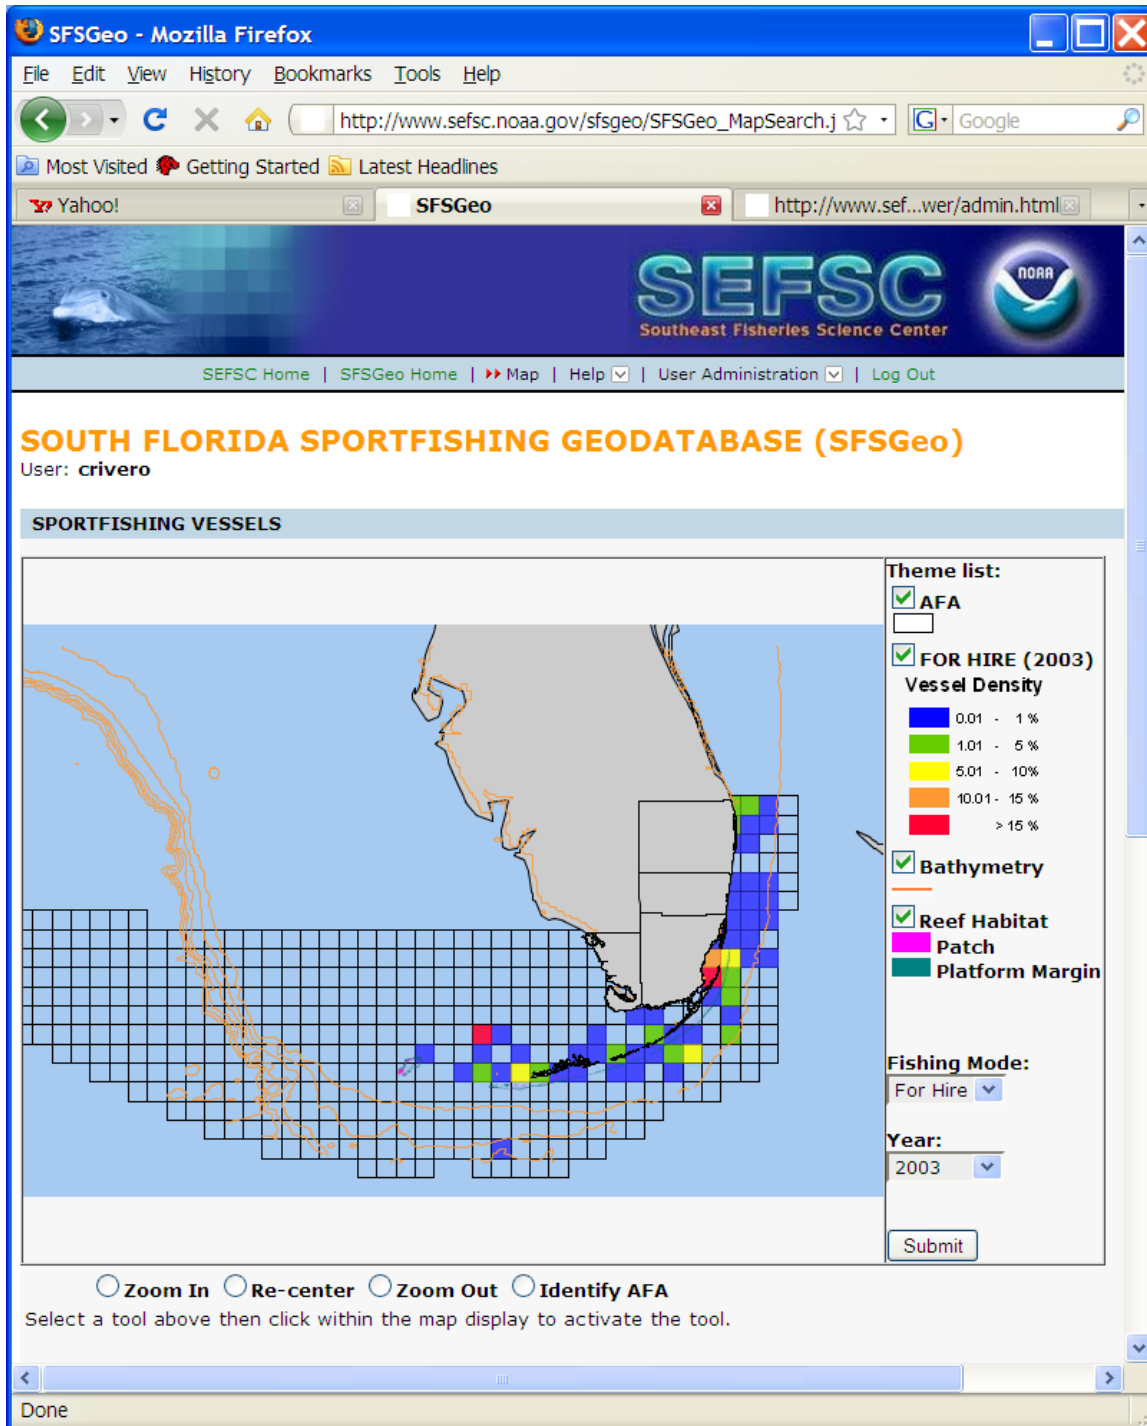 SFSGeo - Mozilla Firefox
File Edit View History Bookmarks Tools Help
http://www.sefsc.noaa.gov/sfsgeo/SFSGeo_MapSearch.j
G Google
Most Visited Getting Started Latest Headlines
Yahoo! SFSGeo http://www.sef...wer/admin.html
SEFSC
Southeast Fisheries Science Center
NOAA
SEFSC Home | SFSGeo Home | Map | Help | User Administration | Log Out
SOUTH FLORIDA SPORTFISHING GEODATABASE (SFSGeo)
User: crivero
SPORTFISHING VESSELS
Theme list:
AFA
FOR HIRE (2003)
Vessel Density
0.01 - 1 %
1.01 - 5 %
5.01 - 10%
10.01 - 15 %
> 15 %
Bathymetry
Reef Habitat
Patch
Platform Margin
Fishing Mode:
For Hire
Year:
2003
Submit
Zoom In Re-center Zoom Out Identify AFA
Select a tool above then click within the map display to activate the tool.
Done